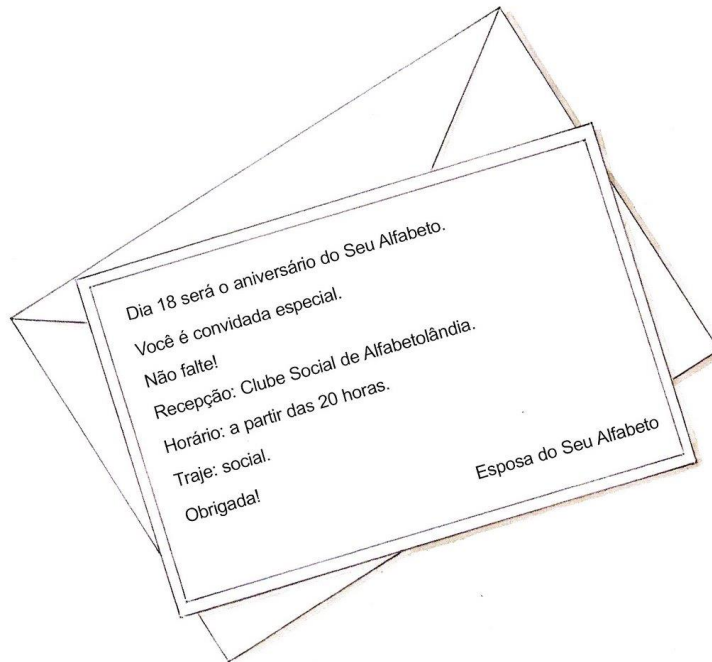 Dia 18 será o aniversário do Seu Alfabeto.
Você é convidada especial.
Não falte!
Recepção: Clube Social de Alfabetolândia.
Horário: a partir das 20 horas.
Traje: social.
Obrigada!
Esposa do Seu Alfabeto